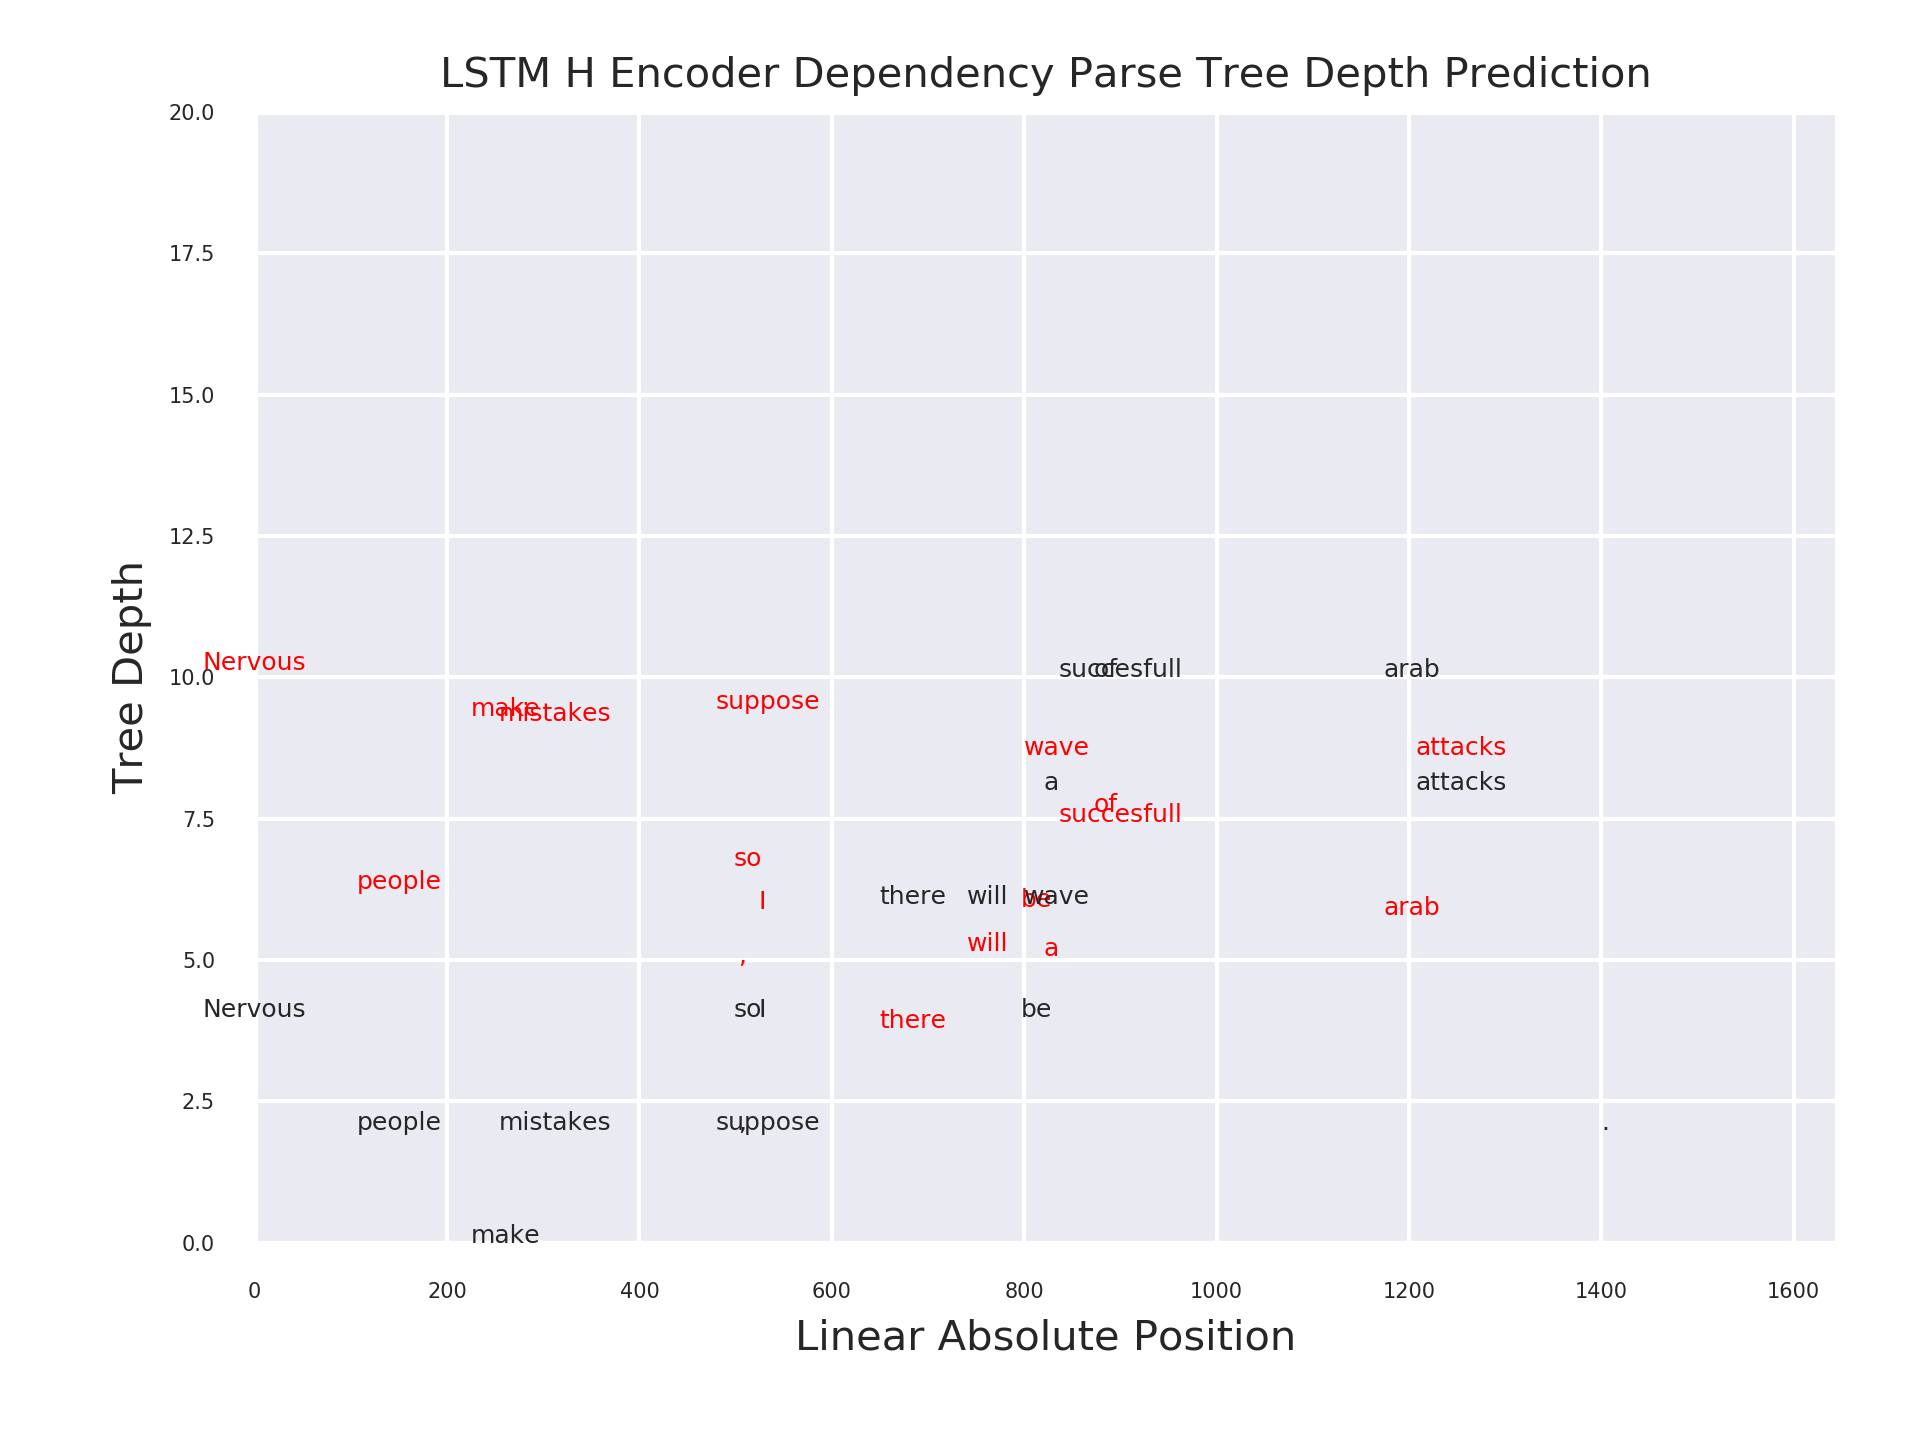 LSTM H Encoder Dependency Parse Tree Depth Prediction
20.0
17.5
15.0
12.5
10.0
7.5
5.0
2.5
0.0
Tree Depth
Nervous
succesfull
of
arab
make
mistakes
suppose
wave
attacks
a
attacks
of
succesfull
so
people
I
there
will
be
wave
arab
will
a
,
Nervous
so
I
be
there
people
mistakes
suppose
,
.
make
0
200
400
600
800
1000
1200
1400
1600
Linear Absolute Position